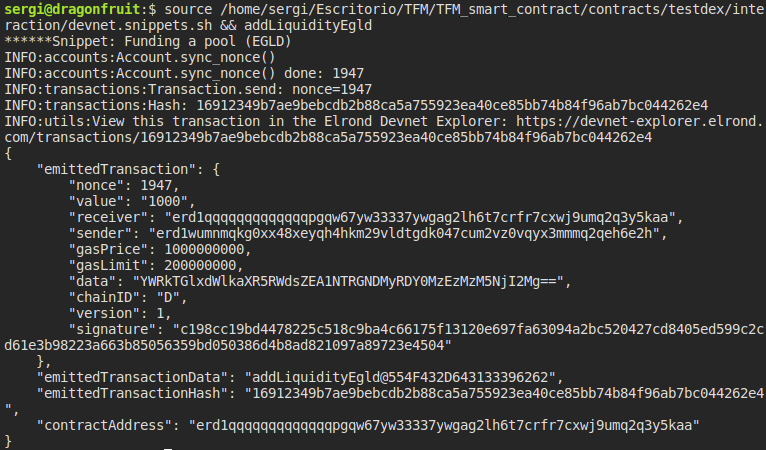 sergi@dragonfruit:$ source /home/sergi/Escritorio/TFM/TFM_smart_contract/contracts/testdex/inte
raction/devnet.snippets.sh && addLiquidityEgld
******Snippet: Funding a pool (EGLD)
INFO:accounts:Account.sync_nonce()
INFO:accounts:Account.sync_nonce() done: 1947
INFO:transactions:Transaction.send: nonce=1947
INFO:transactions:Hash: 16912349b7ae9bebcdb2b88ca5a755923ea40ce85bb74b84f96ab7bc044262e4
INFO:utils:View this transaction in the Elrond Devnet Explorer: https://devnet-explorer.elrond.
com/transactions/16912349b7ae9bebcdb2b88ca5a755923ea40ce85bb74b84f96ab7bc044262e4
{
    "emittedTransaction": {
        "nonce": 1947,
        "value": "1000",
        "receiver": "erd1qqqqqqqqqqqqqpgqw67yw33337ywgag2lh6t7crfr7cxwj9umq2q3y5kaa",
        "sender": "erd1wumnmqkg0xx48xeyqh4hkm29vldtgdk047cum2vz0vqyx3mmmq2qeh6e2h",
        "gasPrice": 1000000000,
        "gasLimit": 200000000,
        "data": "YWRkTGlxdWlkaXR5RWdsZEA1NTRGNDMyRDY0MzEzMzM5NjI2Mg==",
        "chainID": "D",
        "version": 1,
        "signature": "c198cc19bd4478225c518c9ba4c66175f13120e697fa63094a2bc520427cd8405ed599c2c
d61e3b98223a663b85056359bd050386d4b8ad821097a89723e4504"
    },
    "emittedTransactionData": "addLiquidityEgld@554F432D643133396262",
    "emittedTransactionHash": "16912349b7ae9bebcdb2b88ca5a755923ea40ce85bb74b84f96ab7bc044262e4
",
    "contractAddress": "erd1qqqqqqqqqqqqqpgqw67yw33337ywgag2lh6t7crfr7cxwj9umq2q3y5kaa"
}